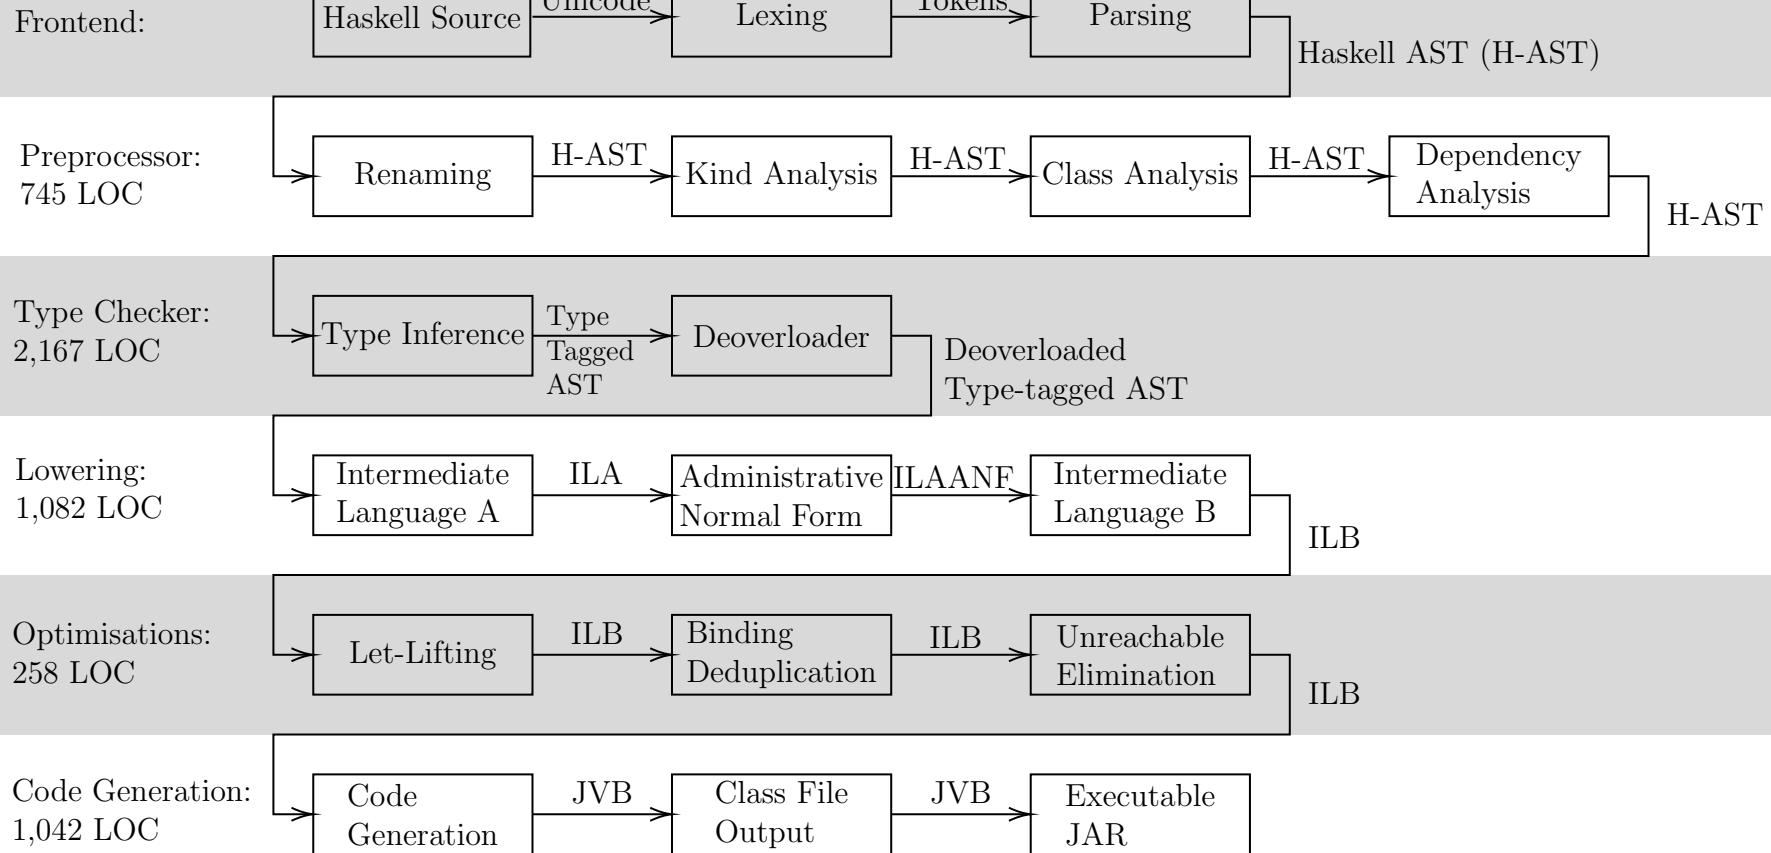 Frontend:
Haskell Source
Unicode
Lexing
Tokens
Parsing
Haskell AST (H-AST)
Preprocessor:
745 LOC
Renaming
H-AST
Kind Analysis
H-AST
Class Analysis
H-AST
Dependency
Analysis
H-AST
Type Checker:
2,167 LOC
Type Inference
Type
Tagged
AST
Deoverloader
Deoverloaded
Type-tagged AST
Lowering:
1,082 LOC
Intermediate
Language A
ILA
Administrative
Normal Form
ILAANF
Intermediate
Language B
ILB
Optimisations:
258 LOC
Let-Lifting
ILB
Binding
Deduplication
ILB
Unreachable
Elimination
ILB
Code Generation:
1,042 LOC
Code
Generation
JVB
Class File
Output
JVB
Executable
JAR